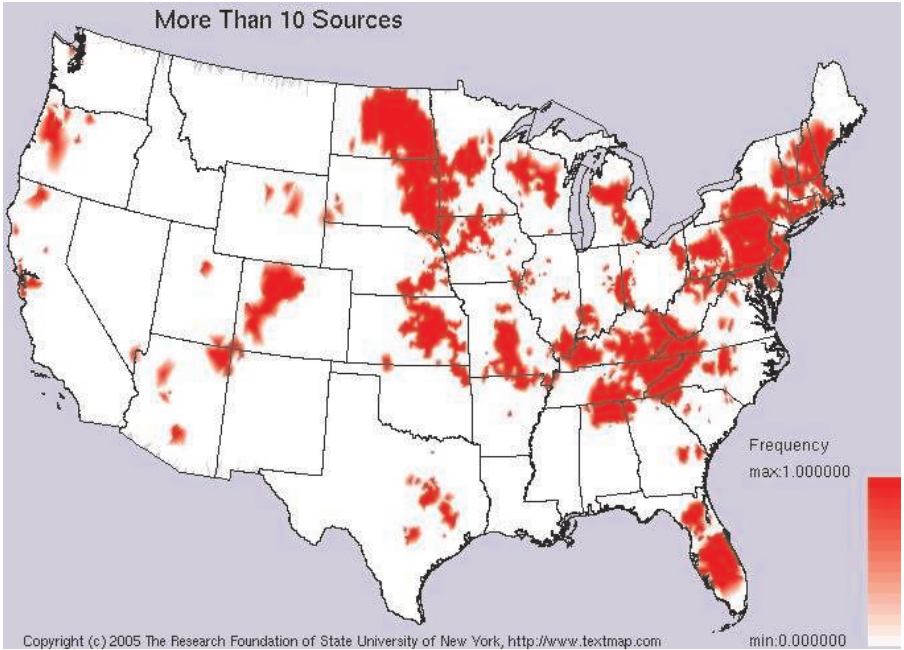 More Than 10 Sources
Frequency
max:1.000000
min:0.000000
Copyright (c) 2005 The Research Foundation of State University of New York, http://www.textmap.com